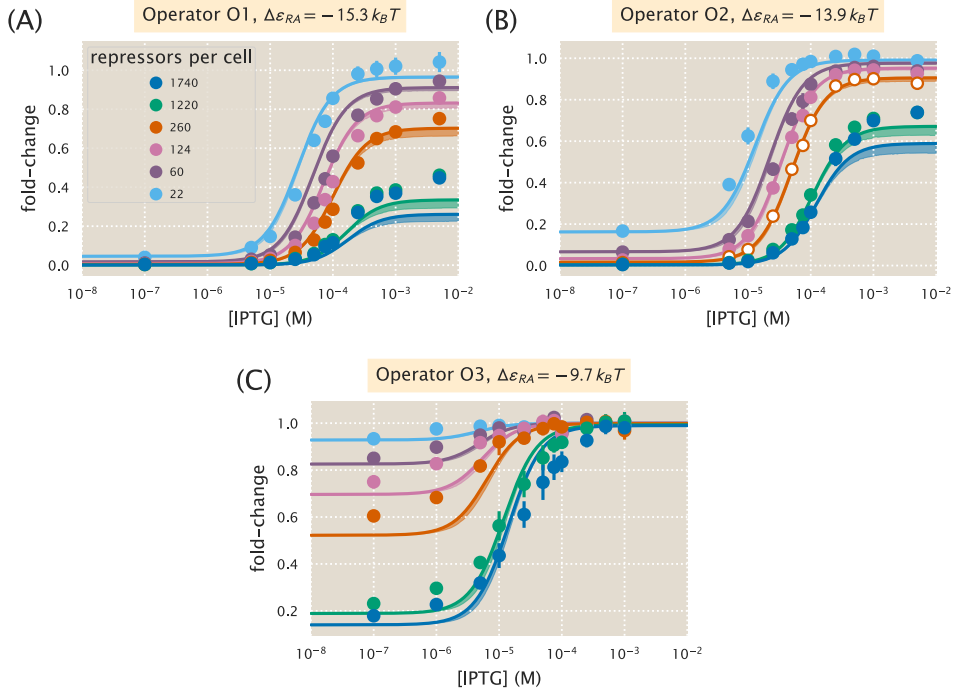 (A)
Operator O1, Δε_RA = −15.3 k_BT
repressors per cell
1740
1220
260
124
60
22
1.0
0.8
0.6
0.4
0.2
0.0
fold−change
10⁻⁸ 10⁻⁷ 10⁻⁶ 10⁻⁵ 10⁻⁴ 10⁻³ 10⁻²
[IPTG] (M)
(B)
Operator O2, Δε_RA = −13.9 k_BT
1.0
0.8
0.6
0.4
0.2
0.0
fold−change
10⁻⁸ 10⁻⁷ 10⁻⁶ 10⁻⁵ 10⁻⁴ 10⁻³ 10⁻²
[IPTG] (M)
(C)
Operator O3, Δε_RA = −9.7 k_BT
1.0
0.8
0.6
0.4
0.2
fold−change
10⁻⁸ 10⁻⁷ 10⁻⁶ 10⁻⁵ 10⁻⁴ 10⁻³ 10⁻²
[IPTG] (M)